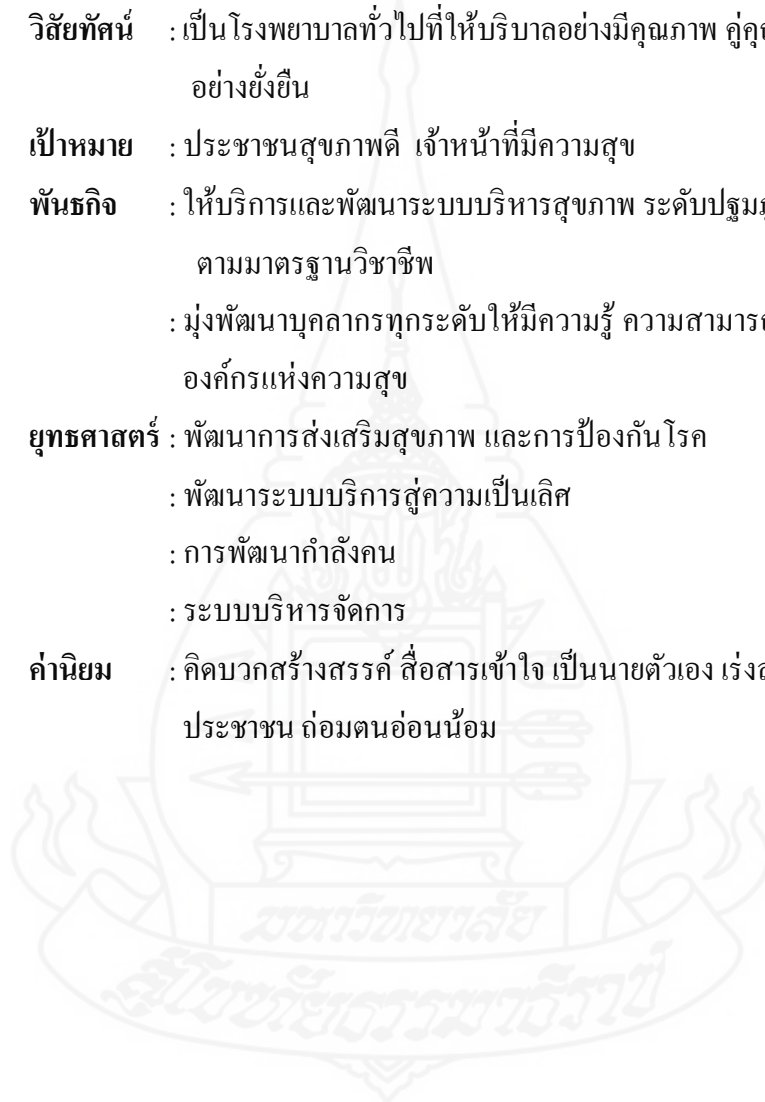 วิสัยทัศน์ : เป็นโรงพยาบาลทั่วไปที่ให้บริบาลอย่างมีคุณภาพ
อย่างยั่งยืน
เป้าหมาย : ประชาชนสุขภาพดี เจ้าหน้าที่มีความสุข
พันธกิจ : ให้บริการและพัฒนาระบบบริหารสุขภาพ ระดับ
ตามมาตรฐานวิชาชีพ
: มุ่งพัฒนาบุคลากรทุกระดับให้มีความรู้
องค์กรแห่งความสุข
ยุทธศาสตร์ : พัฒนาการส่งเสริมสุขภาพ และการป้องกันโรค
: พัฒนาระบบบริการสู่ความเป็นเลิศ
: การพัฒนากำลังคน
: ระบบบริหารจัดการ
ค่านิยม : คิดบวกสร้างสรรค์ สื่อสารเข้าใจ เป็นนายตัวเอง
ประชาชน ถ่อมตนอ่อนน้อม
มหาวิทยาลัย
สุโขทัยธรรมาธิราช